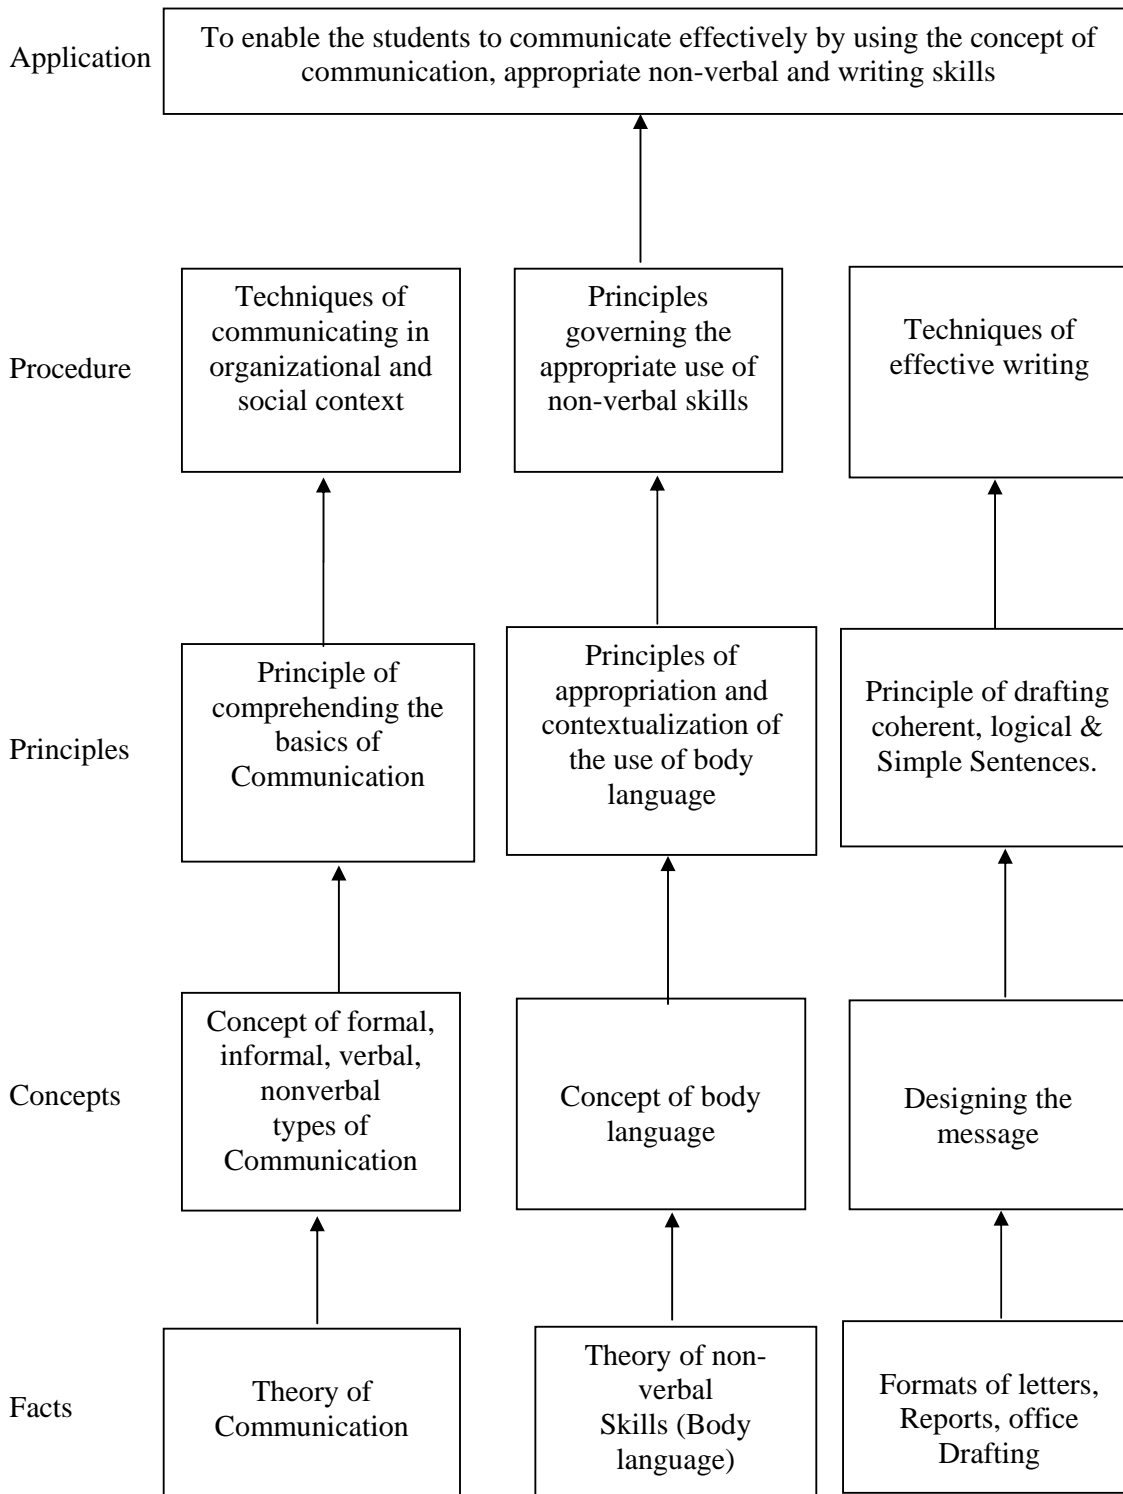 Application
To enable the students to communicate effectively by using the concept of
communication, appropriate non-verbal and writing skills
Procedure
Techniques of
communicating in
organizational and
social context
Principles
governing the
appropriate use of
non-verbal skills
Techniques of
effective writing
Principles
Principle of
comprehending the
basics of
Communication
Principles of
appropriation and
contextualization of
the use of body
language
Principle of drafting
coherent, logical &
Simple Sentences.
Concepts
Concept of formal,
informal, verbal,
nonverbal
types of
Communication
Concept of body
language
Designing the
message
Facts
Theory of
Communication
Theory of non-
verbal
Skills (Body
language)
Formats of letters,
Reports, office
Drafting